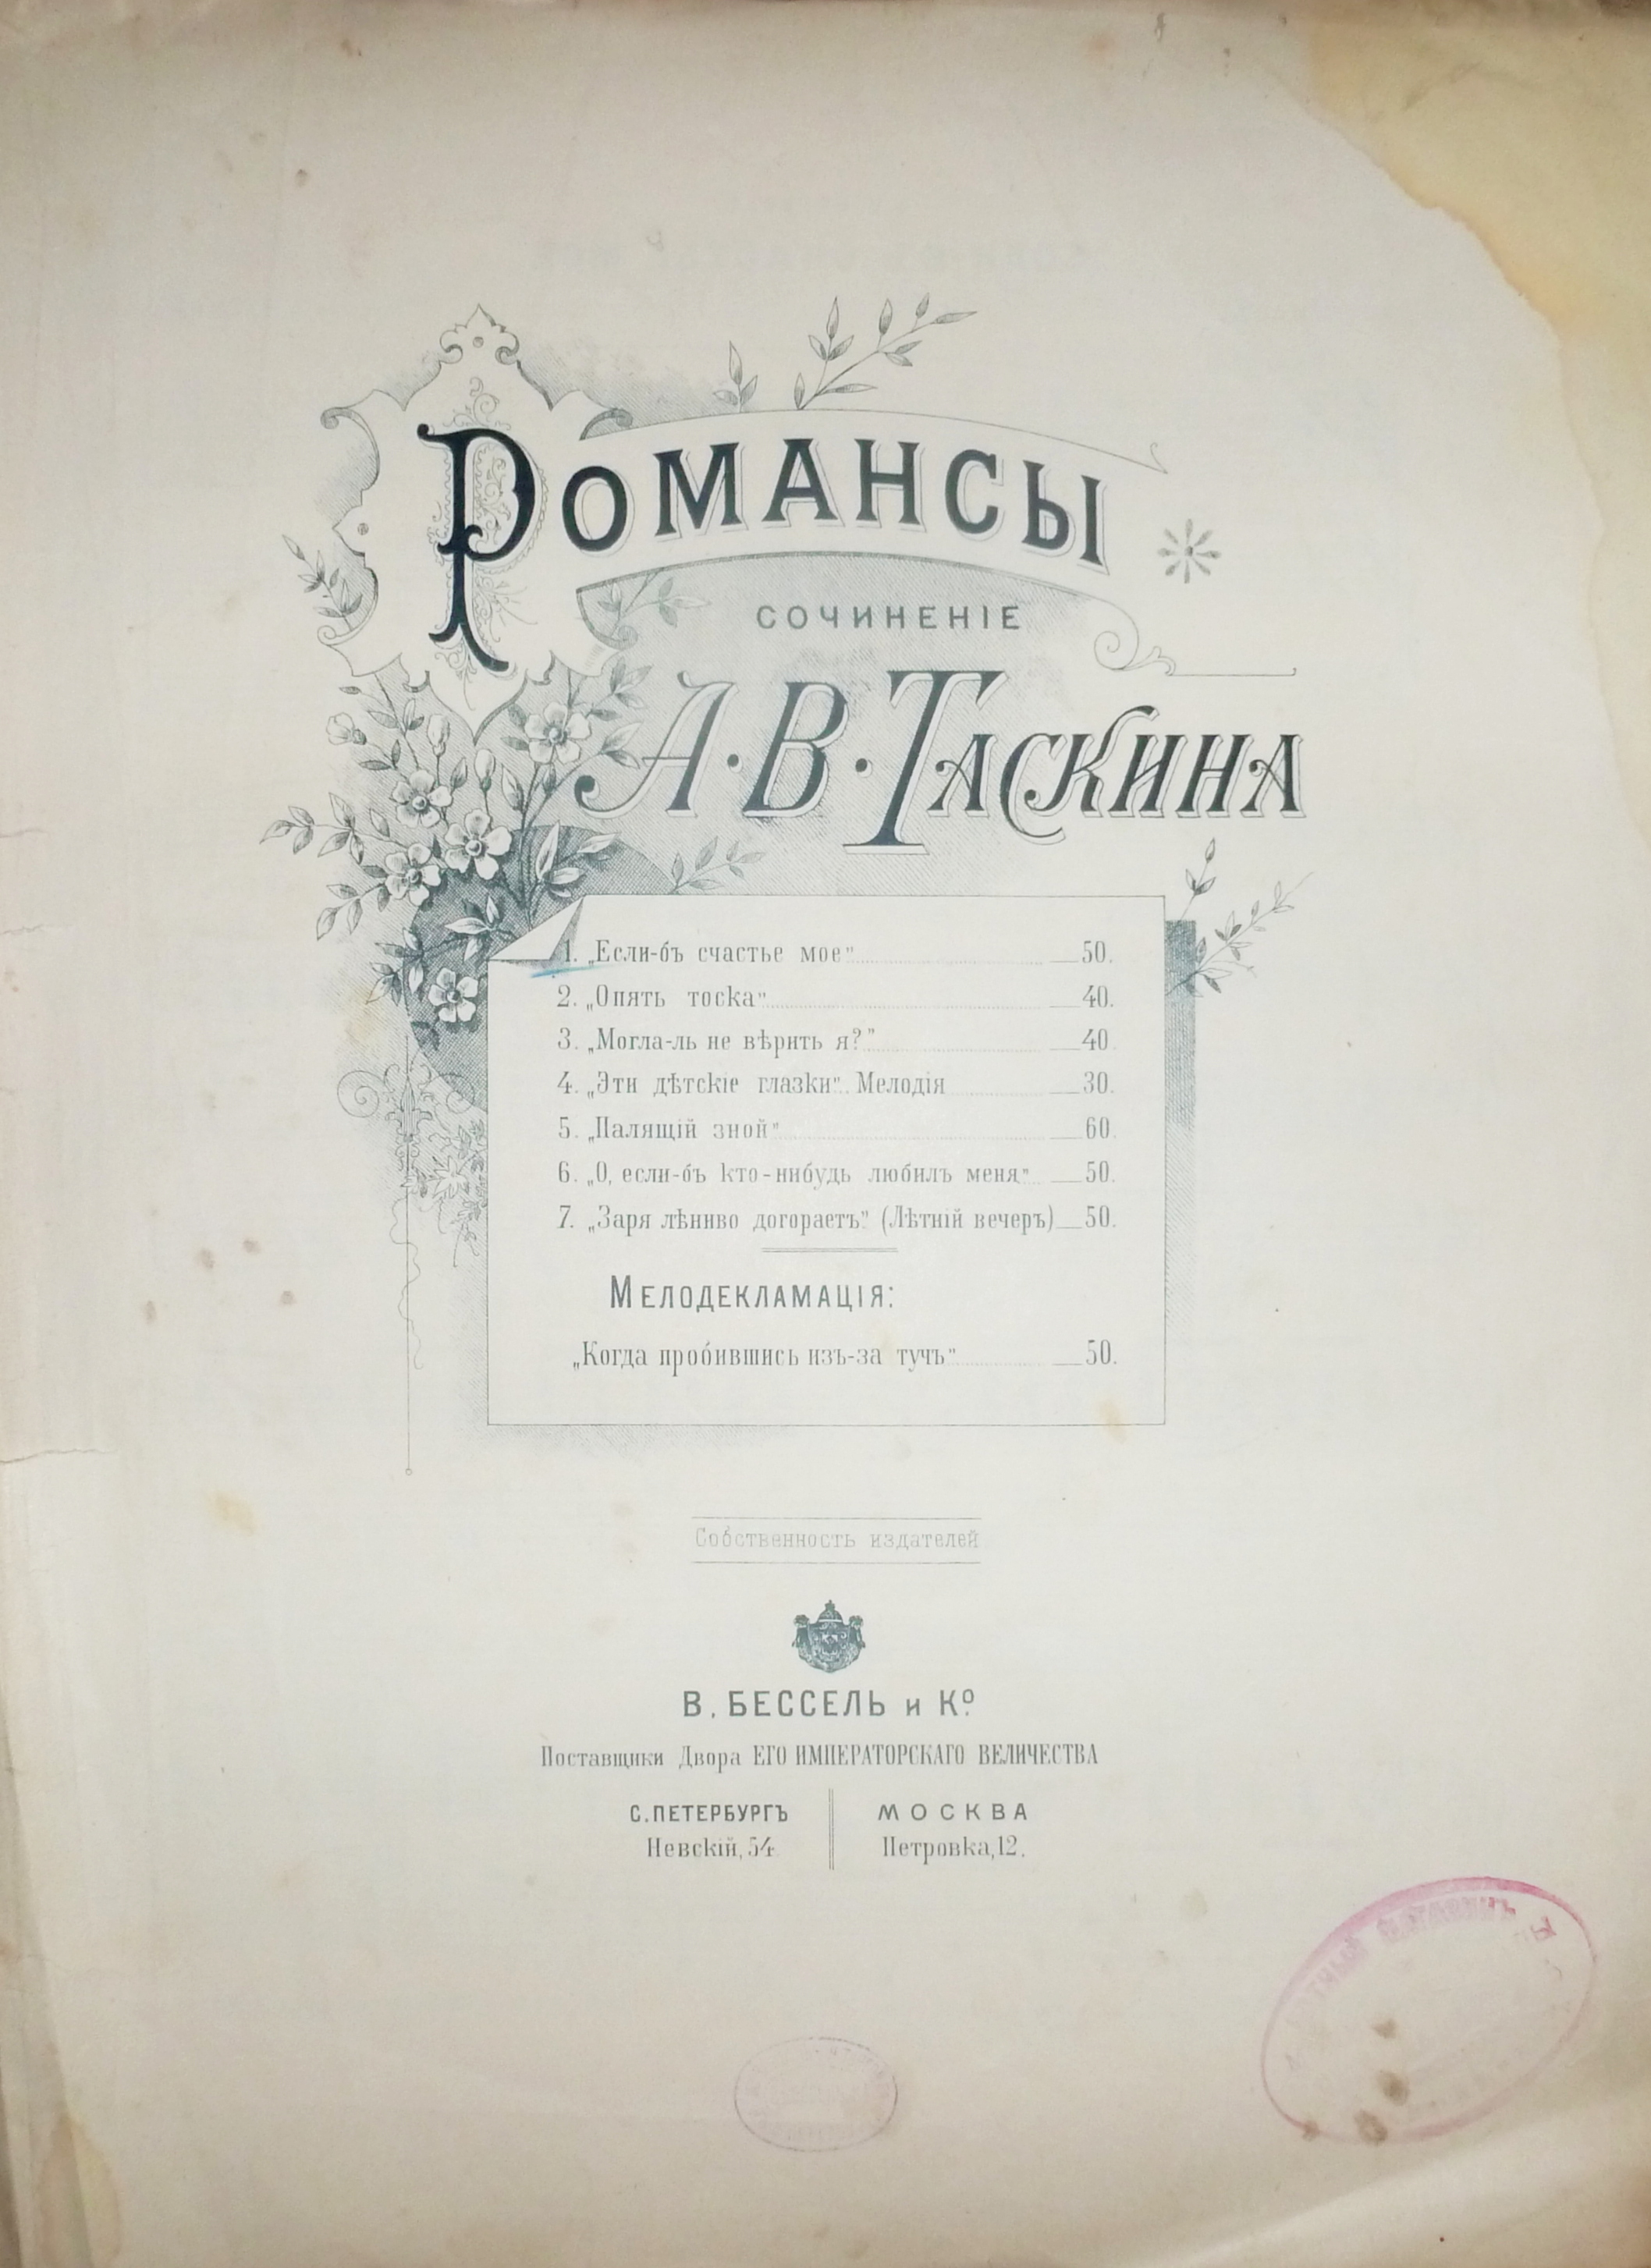 Романсы
СОЧИНЕНІЕ
А·В·ТАСКИНА
1. „Если-бъ счастье мое” 50.
2. „Опять тоска” 40.
3. „Могла-ль не вѣрить я?” 40
4. „Эти дѣтскіе глазки”. Мелодія 30.
5. „Палящій зной” 60.
6. „О, если-бъ кто-нибудь любилъ меня” 50.
7. „Заря лѣниво догораетъ” (Лѣтній вечеръ) 50.
МЕЛОДЕКЛАМАЦІЯ:
„Когда пробившись изъ-за тучъ” 50.
Собственность издателей
В. БЕССЕЛЬ и Кº.
Поставщики Двора ЕГО ИМПЕРАТОРСКАГО ВЕЛИЧЕСТВА
С.ПЕТЕРБУРГЪ
Невскій, 54
МОСКВА
Петровка, 12.